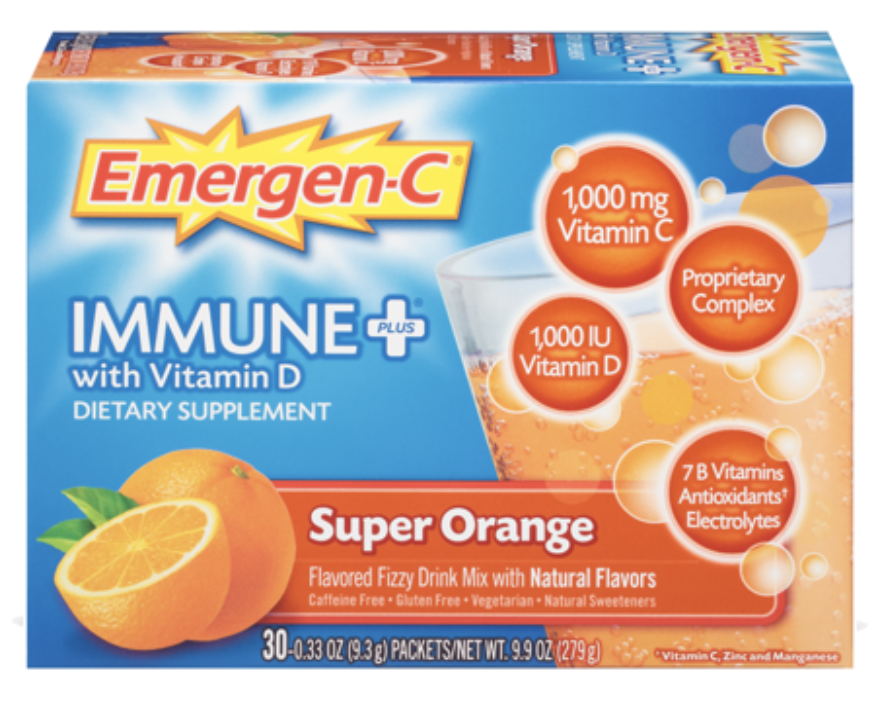 Emergen-C®
IMMUNE+ PLUS®
with Vitamin D
DIETARY SUPPLEMENT
1,000 mg
Vitamin C
Proprietary
Complex
1,000 IU
Vitamin D
7 B Vitamins
Antioxidants†
Electrolytes
Super Orange
Flavored Fizzy Drink Mix with Natural Flavors
Caffeine Free • Gluten Free • Vegetarian • Natural Sweeteners
30-0.33 OZ (9.3 g) PACKETS/NET WT. 9.9 OZ (279 g)
†Vitamin C, Zinc and Manganese